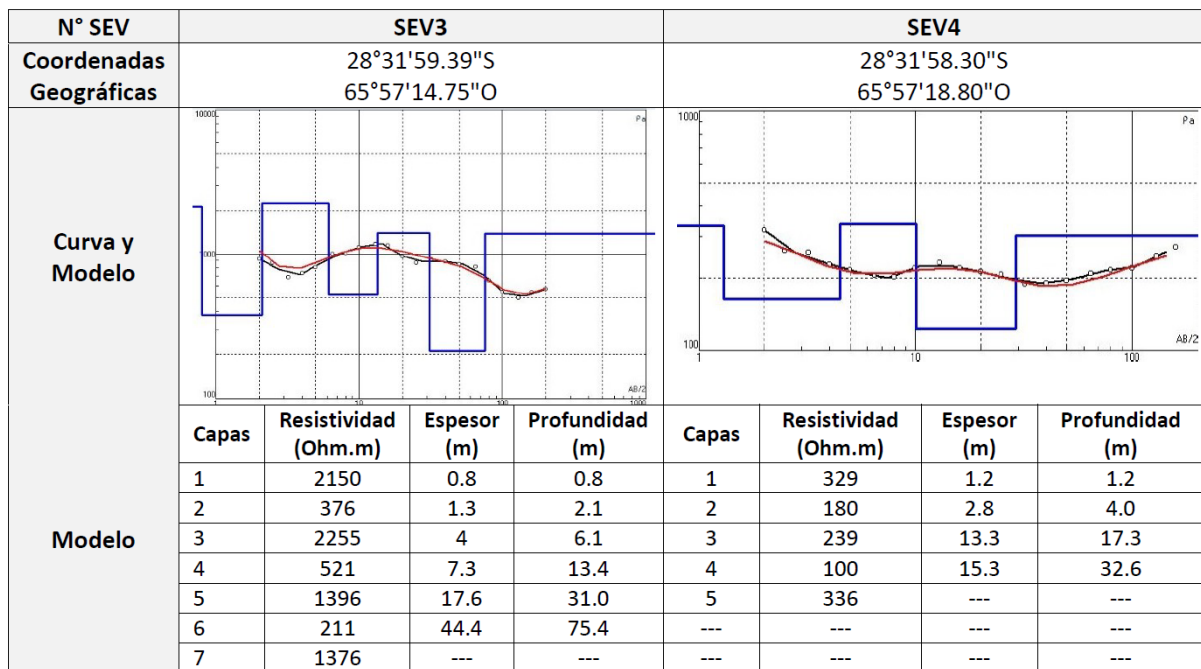 N° SEV SEV3 SEV4
Coordenadas Geográficas 28°31'59.39"S 28°31'58.30"S
65°57'14.75"O 65°57'18.80"O
Curva y
Modelo
10000
1000
100
10
100
1000
Pa
AB/2
1000
100
1
10
100
Pa
AB/2
Modelo
Capas Resistividad (Ohm.m) Espesor (m) Profundidad (m) Capas Resistividad (Ohm.m) Espesor (m) Profundidad (m)
1 2150 0.8 0.8 1 329 1.2 1.2
2 376 1.3 2.1 2 180 2.8 4.0
3 2255 4 6.1 3 239 13.3 17.3
4 521 7.3 13.4 4 100 15.3 32.6
5 1396 17.6 31.0 5 336 --- ---
6 211 44.4 75.4 --- --- --- ---
7 1376 --- --- --- --- --- ---